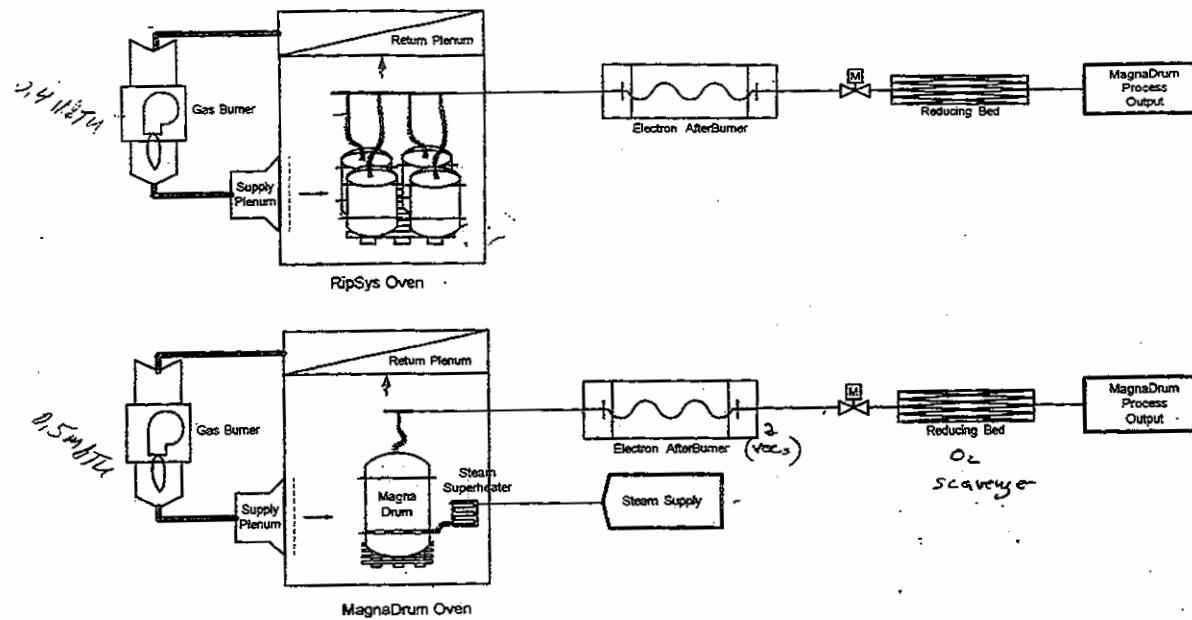 Return Plenum
Gas Burner
Supply
Plenum
RipSys Oven
Electron AfterBurner
M
Reducing Bed
MagnaDrum
Process
Output
0.5mbTU
Return Plenum
Gas Burner
Supply
Plenum
Magna
Drum
Steam
Superheater
MagnaDrum Oven
Electron AfterBurner
2
(VOCs)
Steam Supply
M
Reducing Bed
O2
scavenger
MagnaDrum
Process
Output